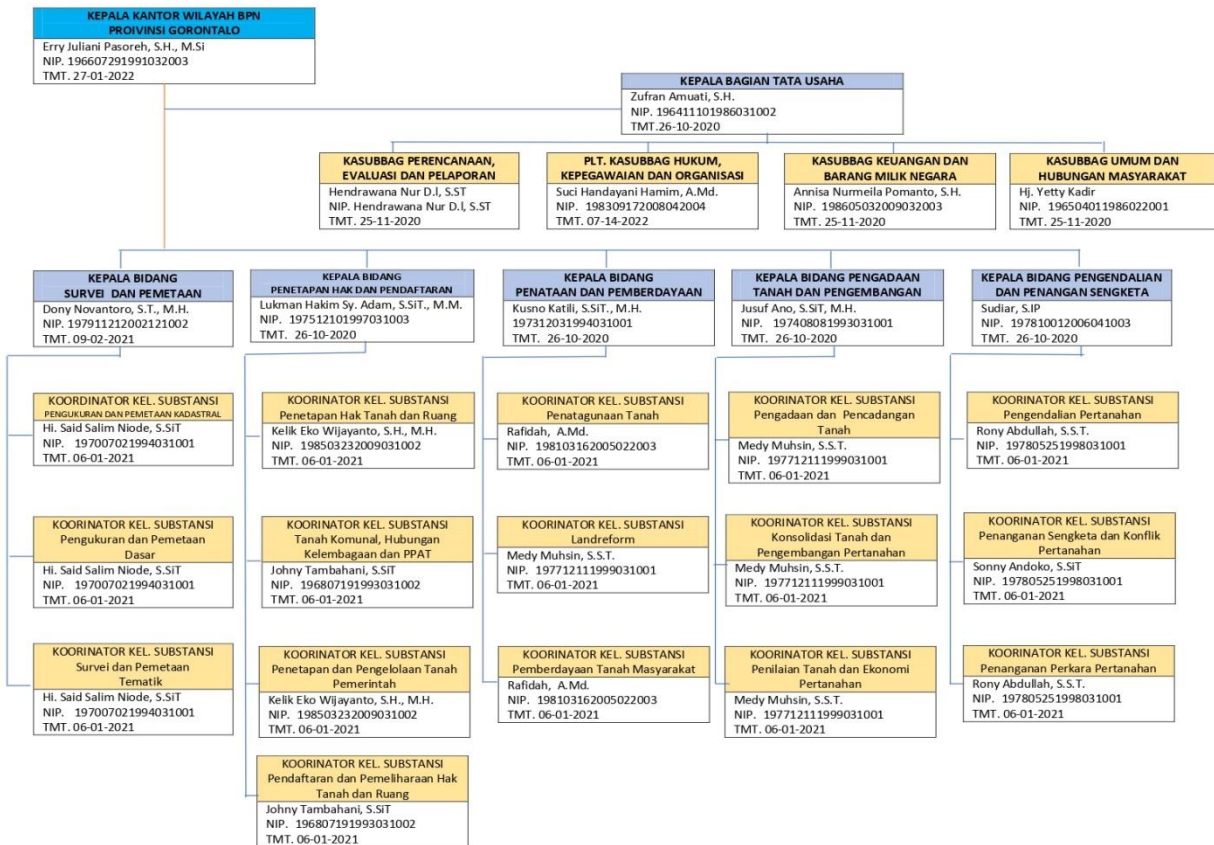 KEPALA KANTOR WILAYAH BPN
PROIVINSI GORONTALO
Erry Juliani Pasoreh, S.H., M.Si
NIP. 196607291991032003
TMT. 27-01-2022
KEPALA BAGIAN TATA USAHA
Zufran Amuati, S.H.
NIP. 196411101986031002
TMT.26-10-2020
KASUBBAG PERENCANAAN,
EVALUASI DAN PELAPORAN
Hendrawana Nur D.I, S.ST
NIP. Hendrawana Nur D.I, S.ST
TMT. 25-11-2020
PLT. KASUBBAG HUKUM,
KEPEGAWAIAN DAN ORGANISASI
Suci Handayani Hamim, A.Md.
NIP. 198309172008042004
TMT. 07-14-2022
KASUBBAG KEUANGAN DAN
BARANG MILIK NEGARA
Annisa Nurmeila Pomanto, S.H.
NIP. 198605032009032003
TMT. 25-11-2020
KASUBBAG UMUM DAN
HUBUNGAN MASYARAKAT
Hj. Yetty Kadir
NIP. 196504011986022001
TMT. 25-11-2020
KEPALA BIDANG
SURVEI DAN PEMETAAN
Dony Novantoro, S.T., M.H.
NIP. 197911212002121002
TMT. 09-02-2021
KEPALA BIDANG
PENETAPAN HAK DAN PENDAFTARAN
Lukman Hakim Sy. Adam, S.SiT., M.M.
NIP. 197512101997031003
TMT. 26-10-2020
KEPALA BIDANG
PENATAAN DAN PEMBERDAYAAN
Kusno Katili, S.SiT., M.H.
197312031994031001
TMT. 26-10-2020
KEPALA BIDANG PENGADAAN
TANAH DAN PENGEMBANGAN
Jusuf Ano, S.SiT, M.H.
NIP. 197408081993031001
TMT. 26-10-2020
KEPALA BIDANG PENGENDALIAN
DAN PENANGAN SENGKETA
Sudiar, S.IP
NIP. 197810012006041003
TMT. 26-10-2020
KOORDINATOR KEL. SUBSTANSI
PENGUKURAN DAN PEMETAAN KADASTRAL
Hi. Said Salim Niode, S.SiT
NIP. 197007021994031001
TMT. 06-01-2021
KOORINATOR KEL. SUBSTANSI
Penetapan Hak Tanah dan Ruang
Kelik Eko Wijayanto, S.H., M.H.
NIP. 198503232009031002
TMT. 06-01-2021
KOORINATOR KEL. SUBSTANSI
Penatagunaan Tanah
Rafidah, A.Md.
NIP. 198103162005022003
TMT. 06-01-2021
KOORINATOR KEL. SUBSTANSI
Pengadaan dan Pencadangan
Tanah
Medy Muhsin, S.S.T.
NIP. 197712111999031001
TMT. 06-01-2021
KOORINATOR KEL. SUBSTANSI
Pengendalian Pertanahan
Rony Abdullah, S.S.T.
NIP. 197805251998031001
TMT. 06-01-2021
KOORINATOR KEL. SUBSTANSI
Pengukuran dan Pemetaan
Dasar
Hi. Said Salim Niode, S.SiT
NIP. 197007021994031001
TMT. 06-01-2021
KOORINATOR KEL. SUBSTANSI
Tanah Komunal, Hubungan
Kelembagaan dan PPAT
Johny Tambahani, S.SiT
NIP. 196807191993031002
TMT. 06-01-2021
KOORINATOR KEL. SUBSTANSI
Landreform
Medy Muhsin, S.S.T.
NIP. 197712111999031001
TMT. 06-01-2021
KOORINATOR KEL. SUBSTANSI
Konsolidasi Tanah dan
Pengembangan Pertanahan
Medy Muhsin, S.S.T.
NIP. 197712111999031001
TMT. 06-01-2021
KOORINATOR KEL. SUBSTANSI
Penanganan Sengketa dan Konflik
Pertanahan
Sonny Andoko, S.SiT
NIP. 197805251998031001
TMT. 06-01-2021
KOORINATOR KEL. SUBSTANSI
Survei dan Pemetaan
Tematik
Hi. Said Salim Niode, S.SiT
NIP. 197007021994031001
TMT. 06-01-2021
KOORINATOR KEL. SUBSTANSI
Penetapan dan Pengelolaan Tanah
Pemerintah
Kelik Eko Wijayanto, S.H., M.H.
NIP. 198503232009031002
TMT. 06-01-2021
KOORINATOR KEL. SUBSTANSI
Pemberdayaan Tanah Masyarakat
Rafidah, A.Md.
NIP. 198103162005022003
TMT. 06-01-2021
KOORINATOR KEL. SUBSTANSI
Penilaian Tanah dan Ekonomi
Pertanahan
Medy Muhsin, S.S.T.
NIP. 197712111999031001
TMT. 06-01-2021
KOORINATOR KEL. SUBSTANSI
Penanganan Perkara Pertanahan
Rony Abdullah, S.S.T.
NIP. 197805251998031001
TMT. 06-01-2021
KOORINATOR KEL. SUBSTANSI
Pendaftaran dan Pemeliharaan Hak
Tanah dan Ruang
Johny Tambahani, S.SiT
NIP. 196807191993031002
TMT. 06-01-2021